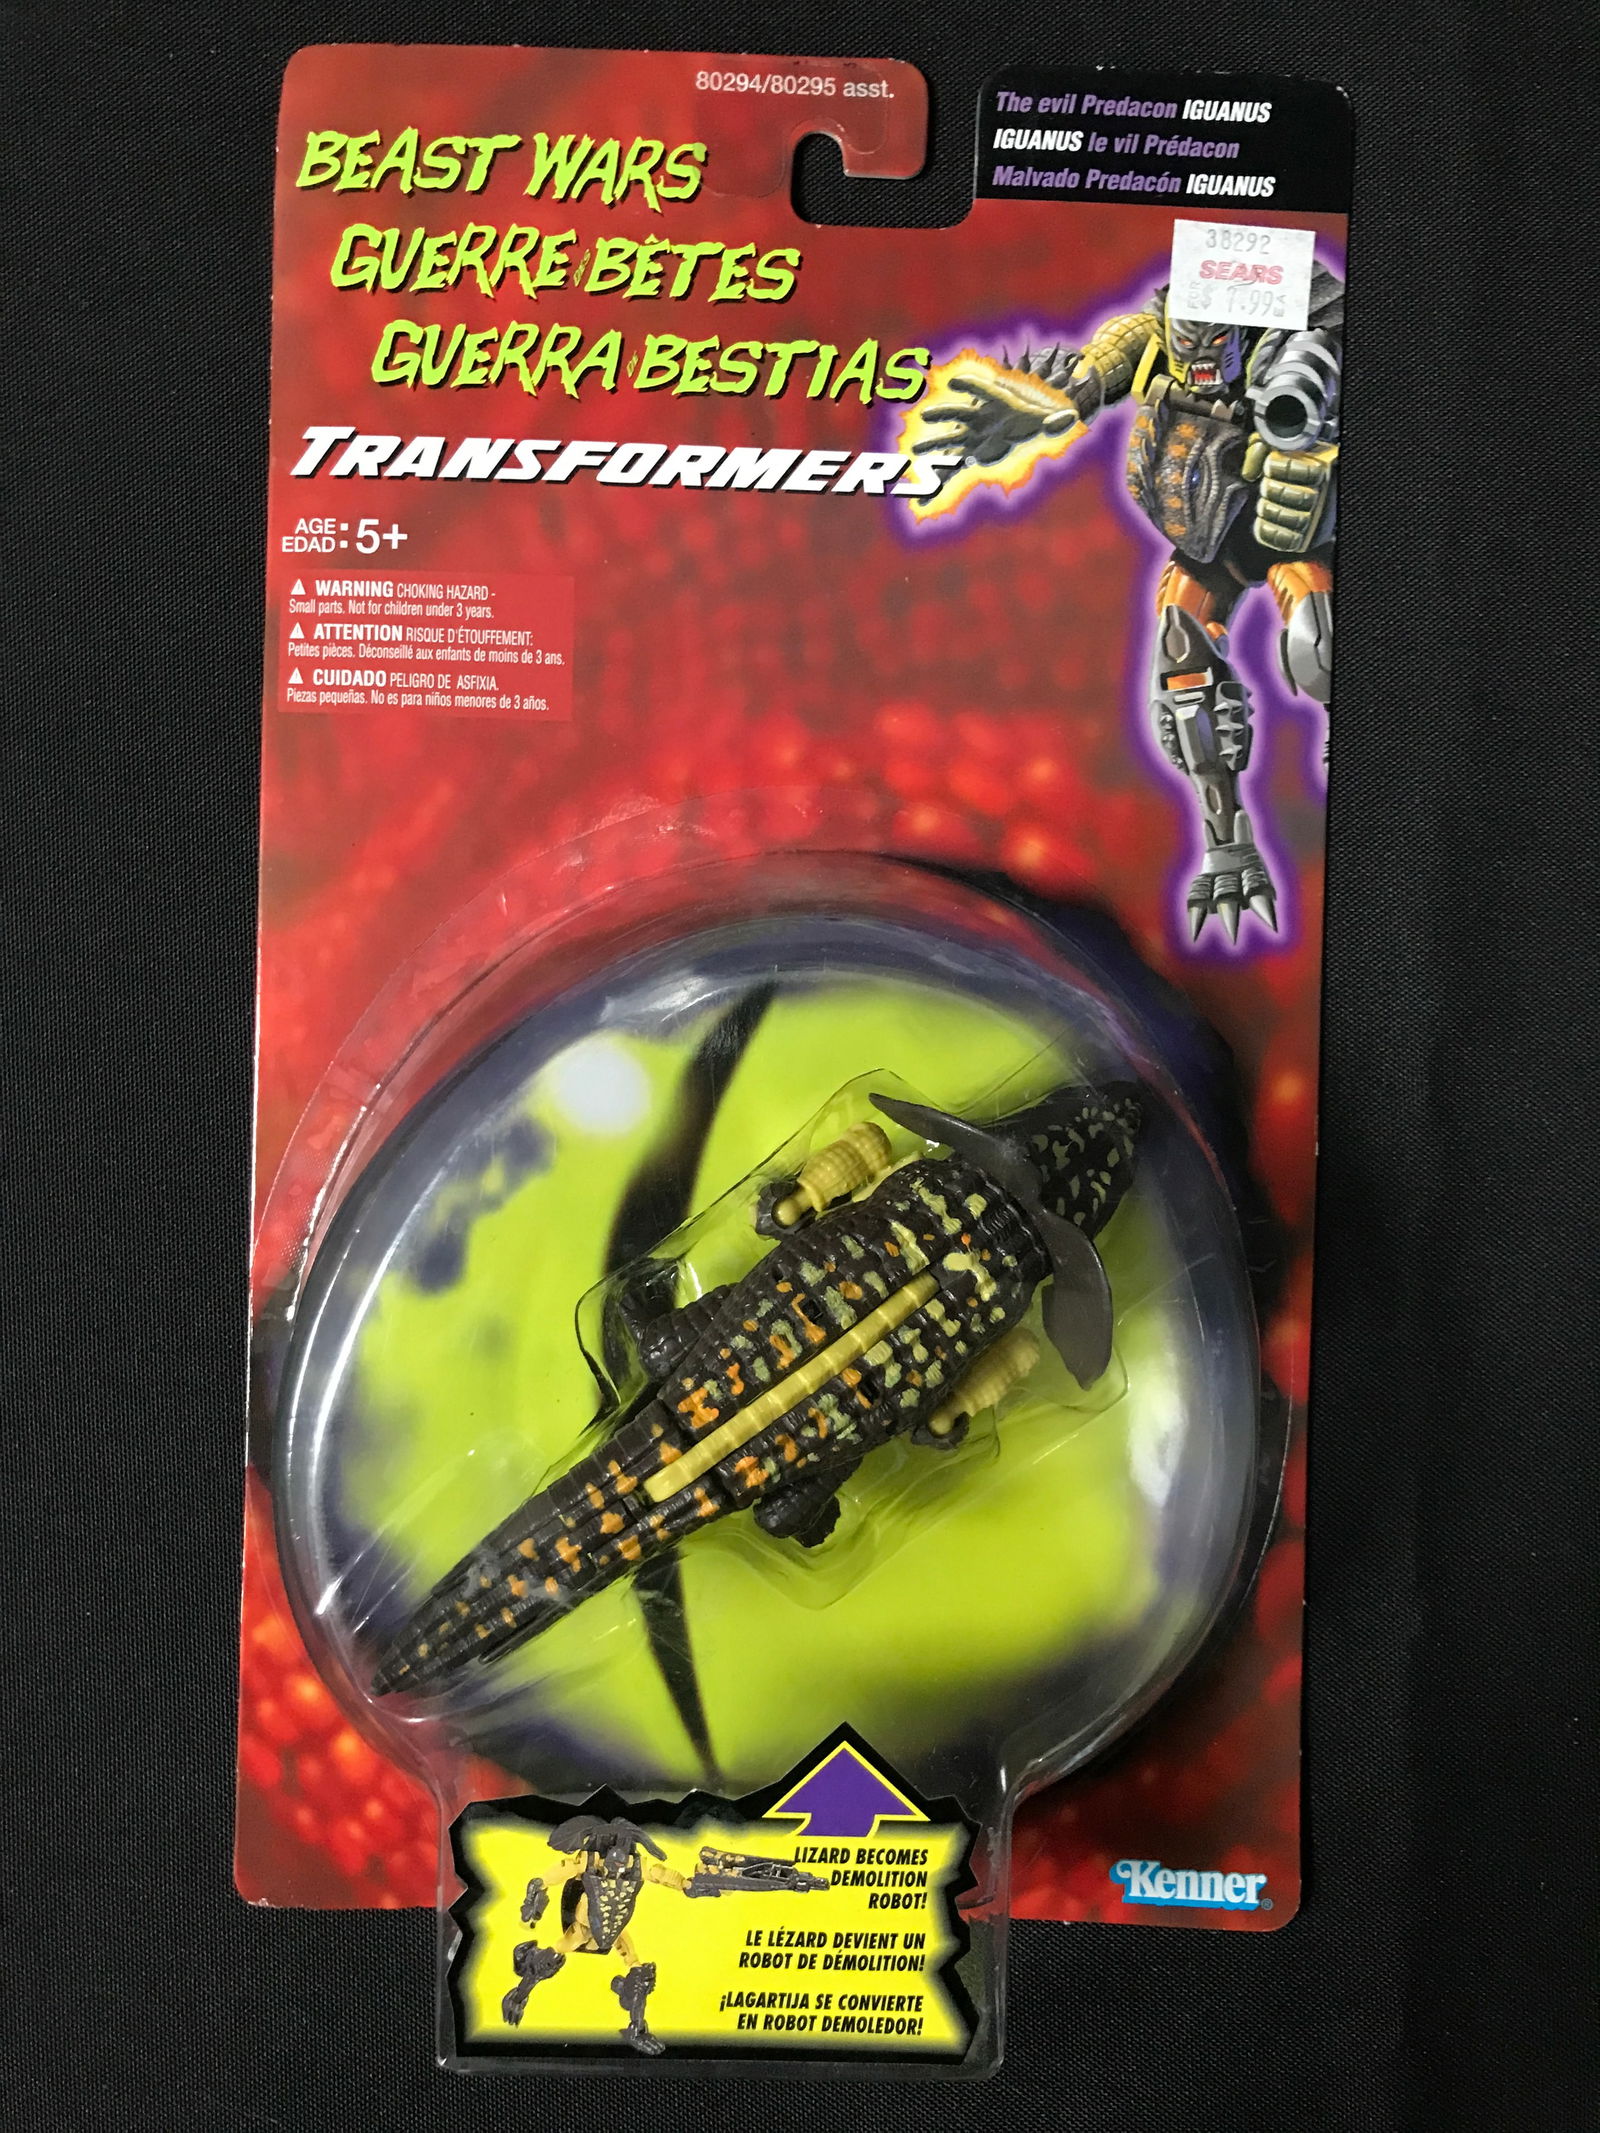 80294/80295 asst.
The evil Predacon IGUANUS
IGUANUS le vil Prédacon
Malvado Predacón IGUANUS
BEAST WARS
GUERRE BÊTES
GUERRA BESTIAS
TRANSFORMERS
38292
SEARS
$ 7.99
AGE
EDAD : 5+
WARNING CHOKING HAZARD -
Small parts. Not for children under 3 years.
ATTENTION RISQUE D'ÉTOUFFEMENT:
Petites pièces. Déconseillé aux enfants de moins de 3 ans.
CUIDADO PELIGRO DE ASFIXIA.
Piezas pequeñas. No es para niños menores de 3 años.
LIZARD BECOMES
DEMOLITION
ROBOT!
LE LÉZARD DEVIENT UN
ROBOT DE DÉMOLITION!
¡LAGARTIJA SE CONVIERTE
EN ROBOT DEMOLEDOR!
Kenner®